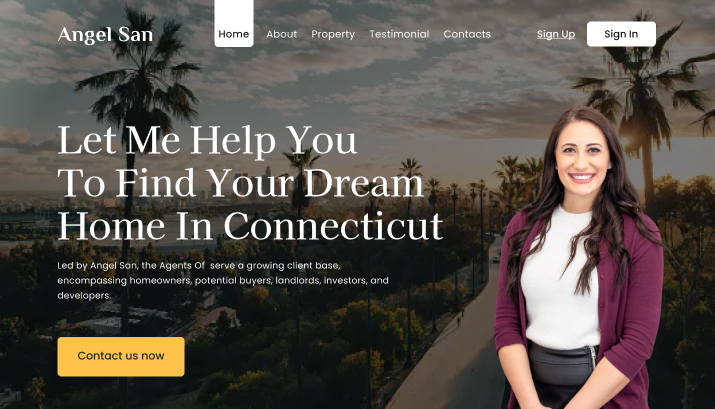 Angel San
Home
About
Property
Testimonial
Contacts
Sign Up
Sign In
Let Me Help You
To Find Your Dream
Home In Connecticut
Led by Angel San, the Agents Of  serve a growing client base,
encompassing homeowners, potential buyers, landlords, investors, and
developers.
Contact us now